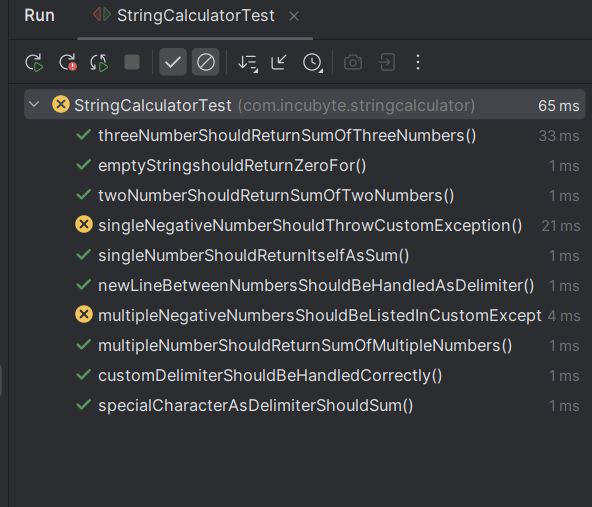 Run StringCalculatorTest
StringCalculatorTest (com.incubyte.stringcalculator) 65 ms
threeNumberShouldReturnSumOfThreeNumbers() 33 ms
emptyStringshouldReturnZeroFor() 1 ms
twoNumberShouldReturnSumOfTwoNumbers() 1 ms
singleNegativeNumberShouldThrowCustomException() 21 ms
singleNumberShouldReturnItselfAsSum() 1 ms
newLineBetweenNumbersShouldBeHandledAsDelimiter() 1 ms
multipleNegativeNumbersShouldBeListedInCustomExcept 4 ms
multipleNumberShouldReturnSumOfMultipleNumbers() 1 ms
customDelimiterShouldBeHandledCorrectly() 1 ms
specialCharacterAsDelimiterShouldSum() 1 ms